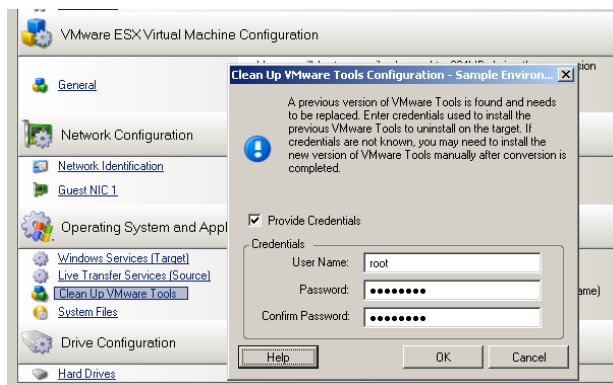 VMware ESX Virtual Machine Configuration
sion
General
Clean Up VMware Tools Configuration - Sample Environ...
A previous version of VMware Tools is found and needs
to be replaced. Enter credentials used to install the
previous VMware Tools to uninstall on the target. If
credentials are not known, you may need to install the
new version of VMware Tools manually after conversion is
completed.
Network Configuration
Network Identification
Guest NIC 1
Provide Credentials
Operating System and Appl
Credentials
Windows Services (Target)
User Name: root
Live Transfer Services (Source)
Clean Up VMware Tools
Password: ●●●●●●●●
ame)
System Files
Confirm Password: ●●●●●●●●
Drive Configuration
Help OK Cancel
Hard Drives